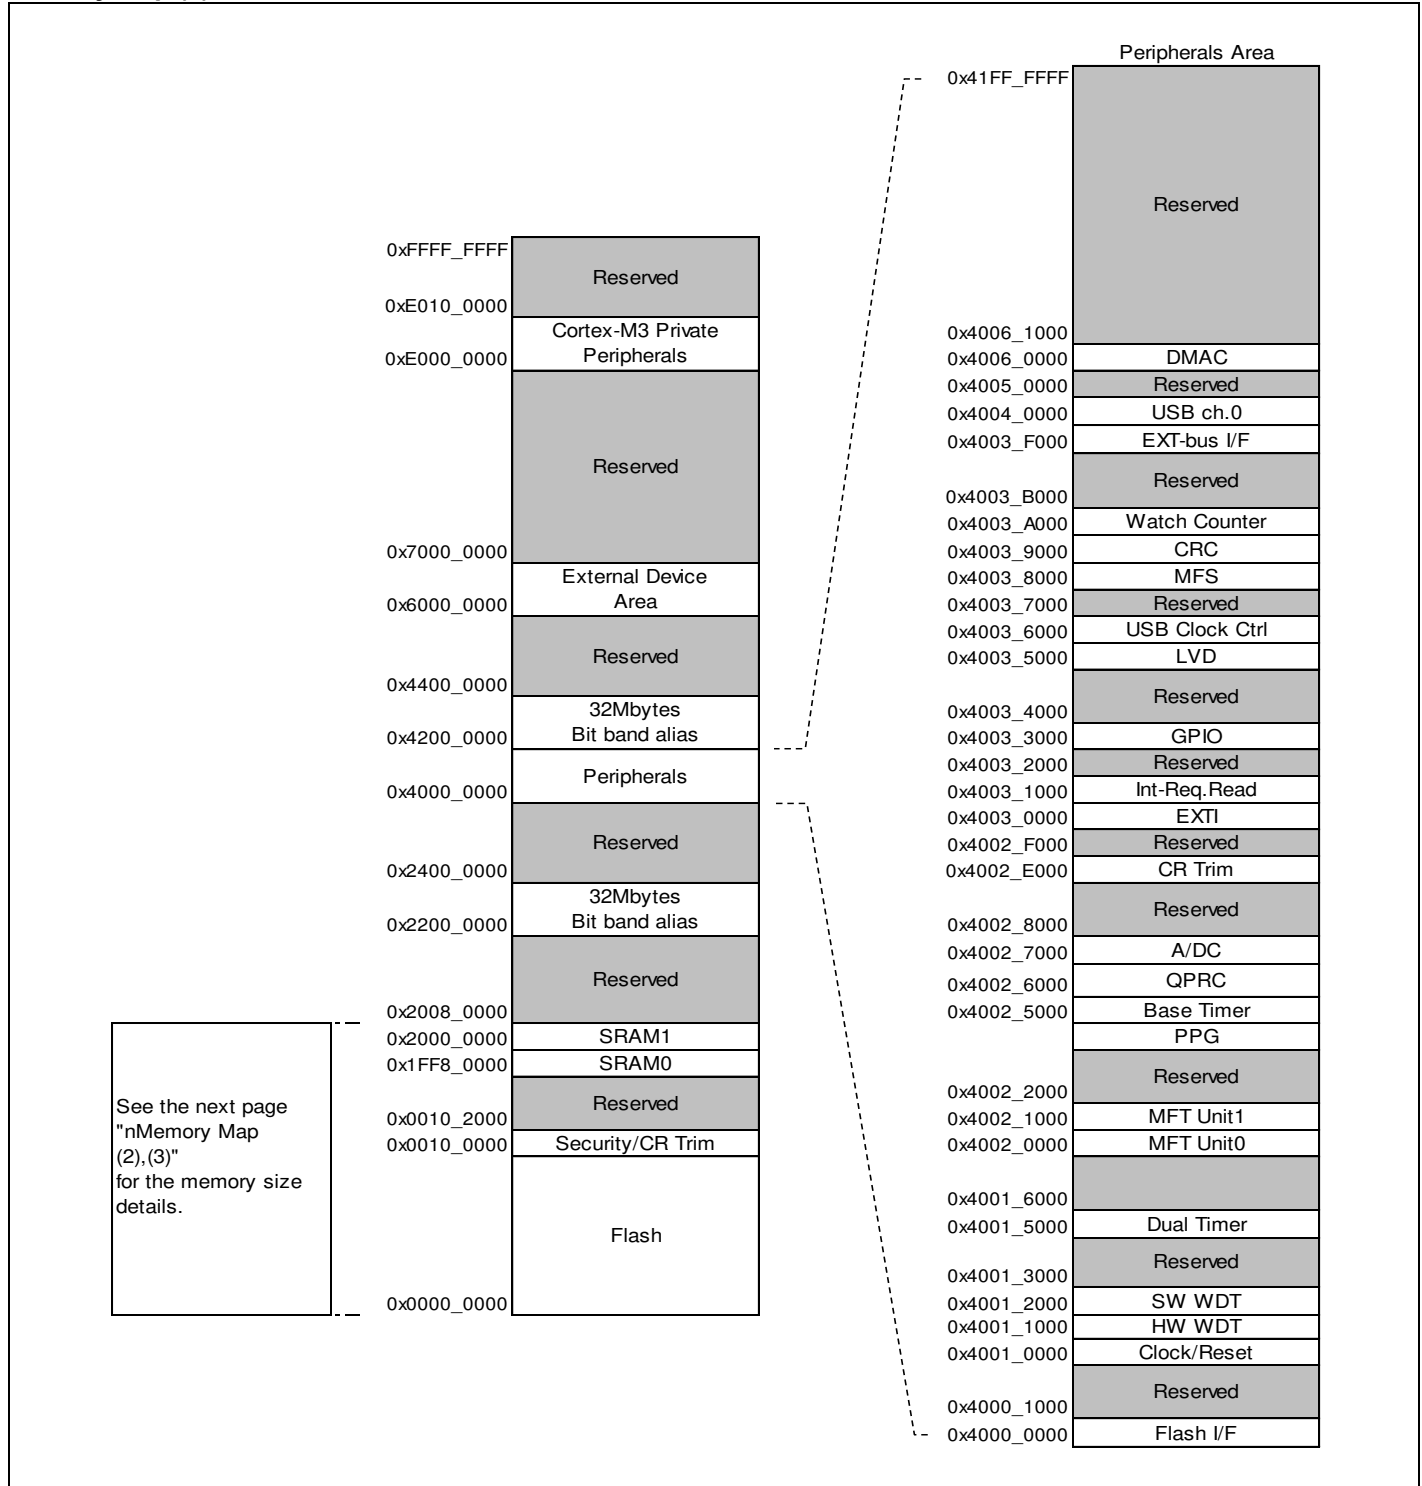 Peripherals Area
0x41FF_FFFF
Reserved
0x4006_1000
0x4006_0000 DMAC
0x4005_0000 Reserved
0x4004_0000 USB ch.0
0x4003_F000 EXT-bus I/F
Reserved
0x4003_B000
0x4003_A000 Watch Counter
0x4003_9000 CRC
0x4003_8000 MFS
0x4003_7000 Reserved
0x4003_6000 USB Clock Ctrl
0x4003_5000 LVD
Reserved
0x4003_4000
0x4003_3000 GPIO
0x4003_2000 Reserved
0x4003_1000 Int-Req.Read
0x4003_0000 EXTI
0x4002_F000 Reserved
0x4002_E000 CR Trim
Reserved
0x4002_8000
0x4002_7000 A/DC
0x4002_6000 QPRC
0x4002_5000 Base Timer
PPG
Reserved
0x4002_2000
0x4002_1000 MFT Unit1
0x4002_0000 MFT Unit0
0x4001_6000
0x4001_5000 Dual Timer
Reserved
0x4001_3000
0x4001_2000 SW WDT
0x4001_1000 HW WDT
0x4001_0000 Clock/Reset
Reserved
0x4000_1000
0x4000_0000 Flash I/F
0xFFFF_FFFF
Reserved
0xE010_0000
Cortex-M3 Private
0xE000_0000 Peripherals
Reserved
0x7000_0000
External Device
0x6000_0000 Area
Reserved
0x4400_0000
32Mbytes
0x4200_0000 Bit band alias
Peripherals
0x4000_0000
Reserved
0x2400_0000
32Mbytes
0x2200_0000 Bit band alias
Reserved
0x2008_0000
0x2000_0000 SRAM1
0x1FF8_0000 SRAM0
Reserved
0x0010_2000
0x0010_0000 Security/CR Trim
Flash
0x0000_0000
See the next page
"nMemory Map
(2),(3)"
for the memory size
details.